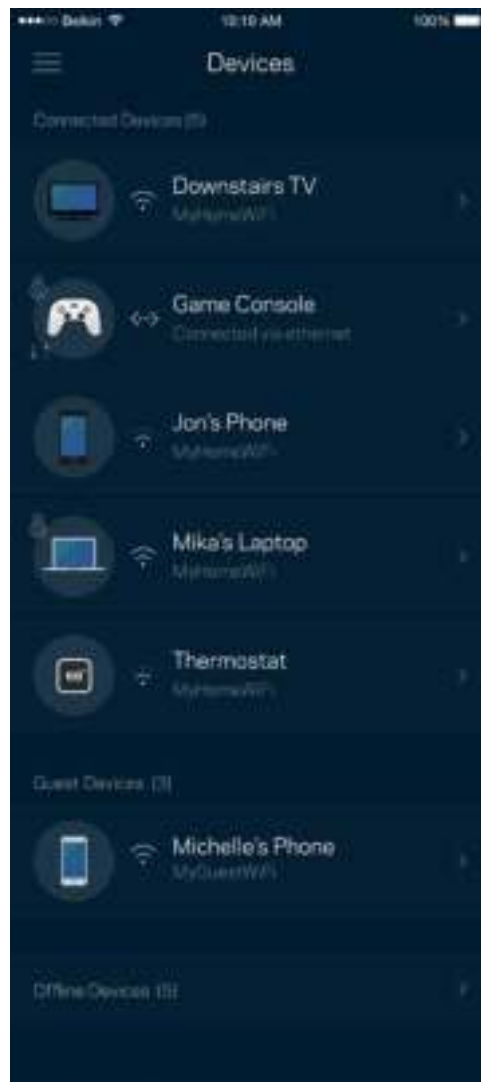 Belkin 10:10 AM 100%
Devices
Connected Devices (5)
Downstairs TV
MyHomeWiFi
Game Console
Connected via ethernet
Jon's Phone
MyHomeWiFi
Mika's Laptop
MyHomeWiFi
Thermostat
MyHomeWiFi
Guest Devices (3)
Michelle's Phone
MyGuestWiFi
Offline Devices (5)